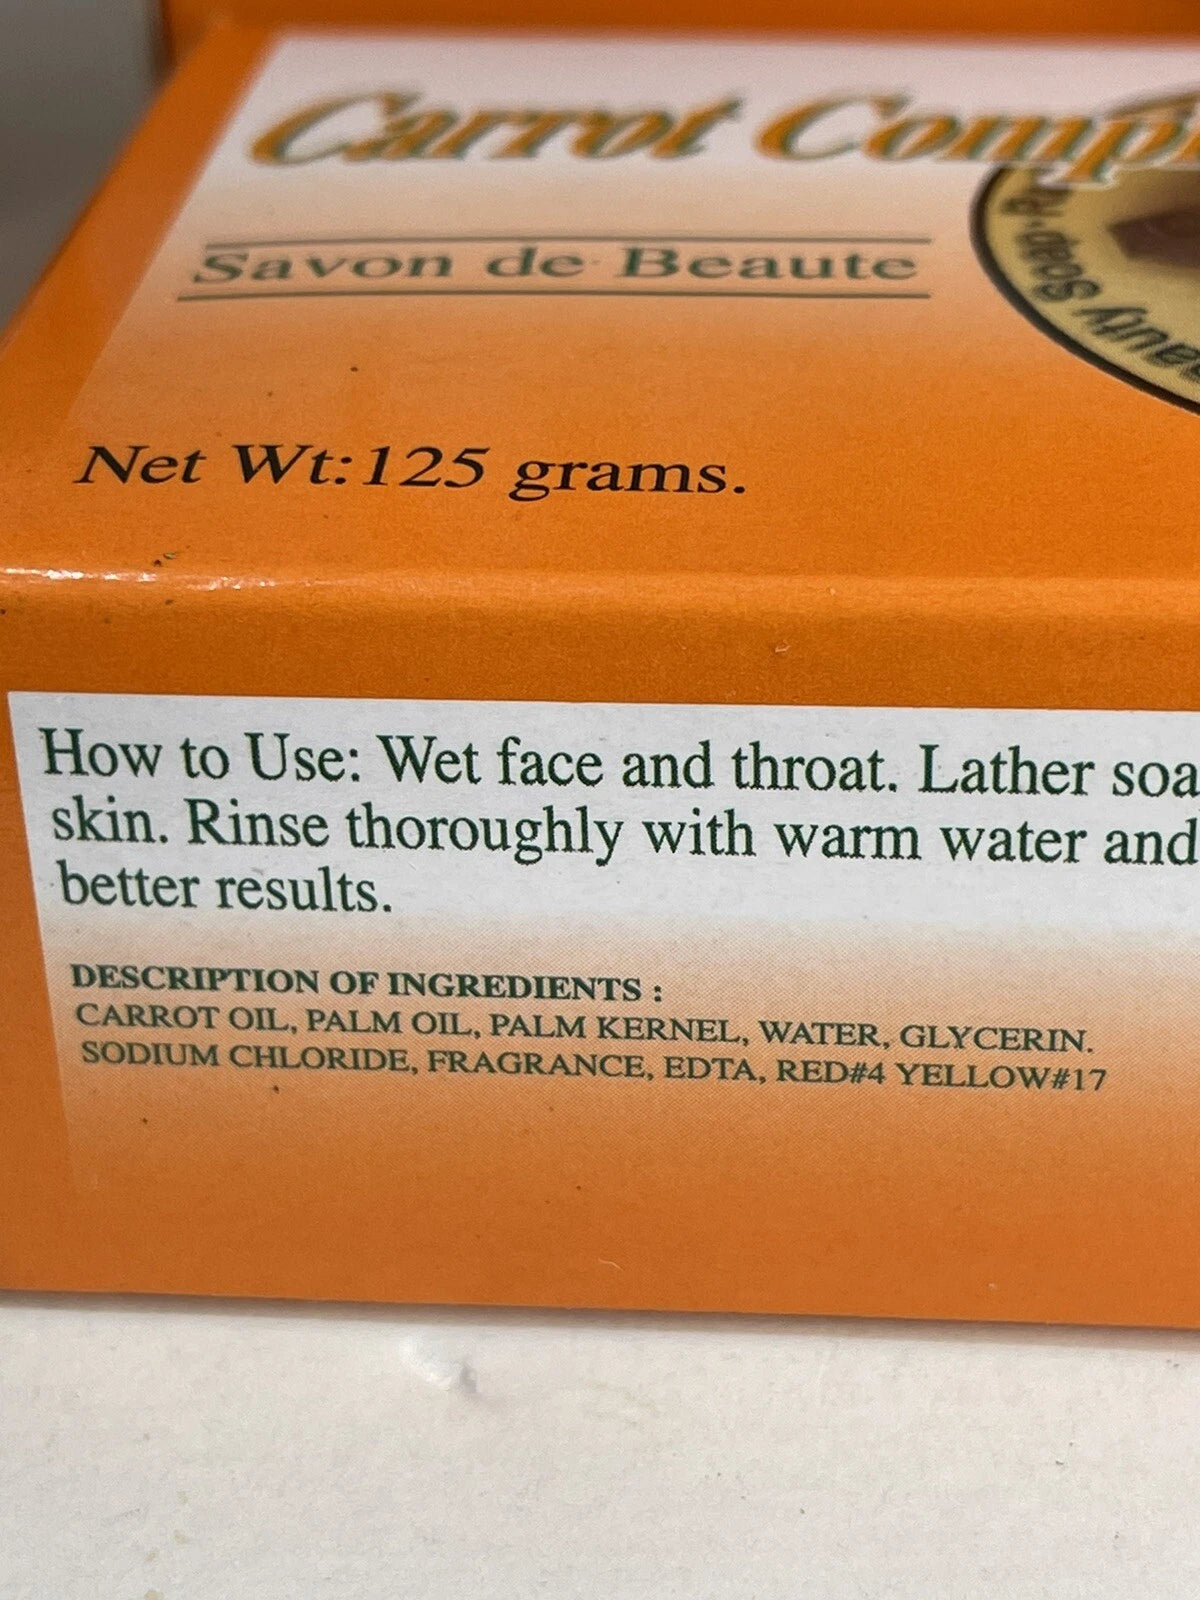 Carrot
Savon de Beaute
Soap
Net Wt:125 grams.
How to Use: Wet face and throat. Lather
skin. Rinse thoroughly with warm water and
better results.
DESCRIPTION OF INGREDIENTS :
CARROT OIL, PALM OIL, PALM KERNEL, WATER, GLYCERIN.
SODIUM CHLORIDE, FRAGRANCE, EDTA, RED#4 YELLOW#17